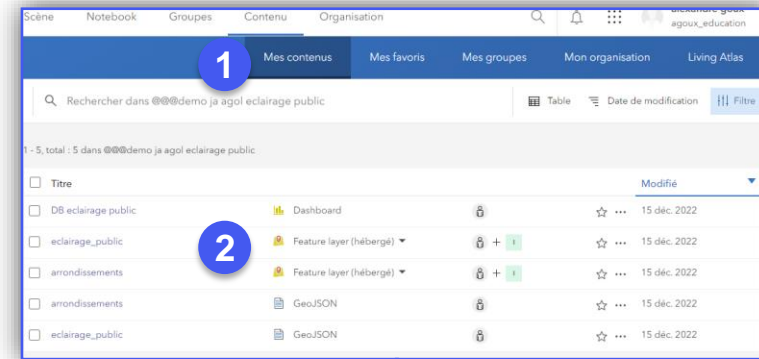 Scène Notebook Groupes Contenu Organisation
agoux_education
1 Mes contenus Mes favoris Mes groupes Mon organisation Living Atlas
Rechercher dans @@@demo ja agol eclairage public Table Date de modification Filtre
1 - 5, total : 5 dans @@@demo ja agol eclairage public
Titre Modifié
DB eclairage public Dashboard 15 déc. 2022
2
eclairage_public Feature layer (hébergé) 15 déc. 2022
arrondissements Feature layer (hébergé) 15 déc. 2022
arrondissements GeoJSON 15 déc. 2022
eclairage_public GeoJSON 15 déc. 2022